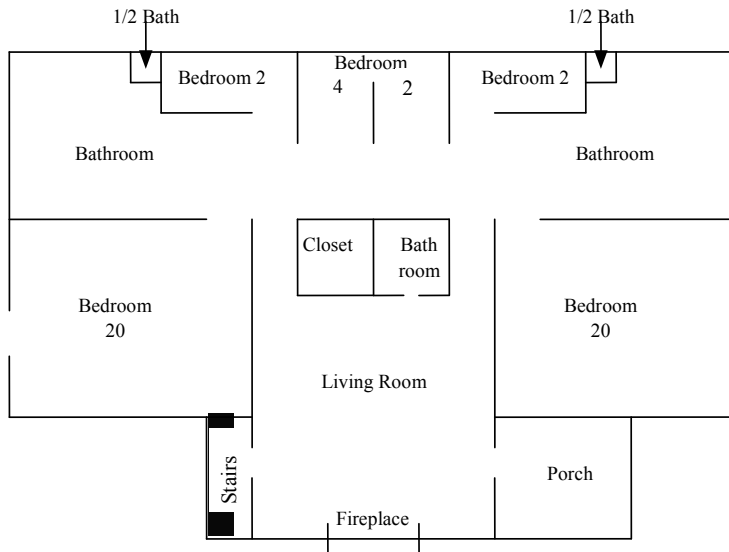 1/2 Bath
1/2 Bath
Bedroom 2
Bedroom
4
2
Bedroom 2
Bathroom
Bathroom
Closet
Bath
room
Bedroom
20
Bedroom
20
Living Room
Stairs
Porch
Fireplace